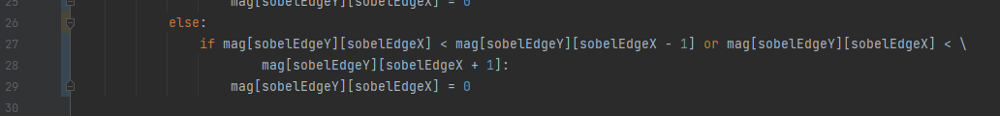 25 mag[sobelEdgeY][sobelEdgeX] = 0
26 else:
27 if mag[sobelEdgeY][sobelEdgeX] < mag[sobelEdgeY][sobelEdgeX - 1] or mag[sobelEdgeY][sobelEdgeX] < \
28 mag[sobelEdgeY][sobelEdgeX + 1]:
29 mag[sobelEdgeY][sobelEdgeX] = 0
30